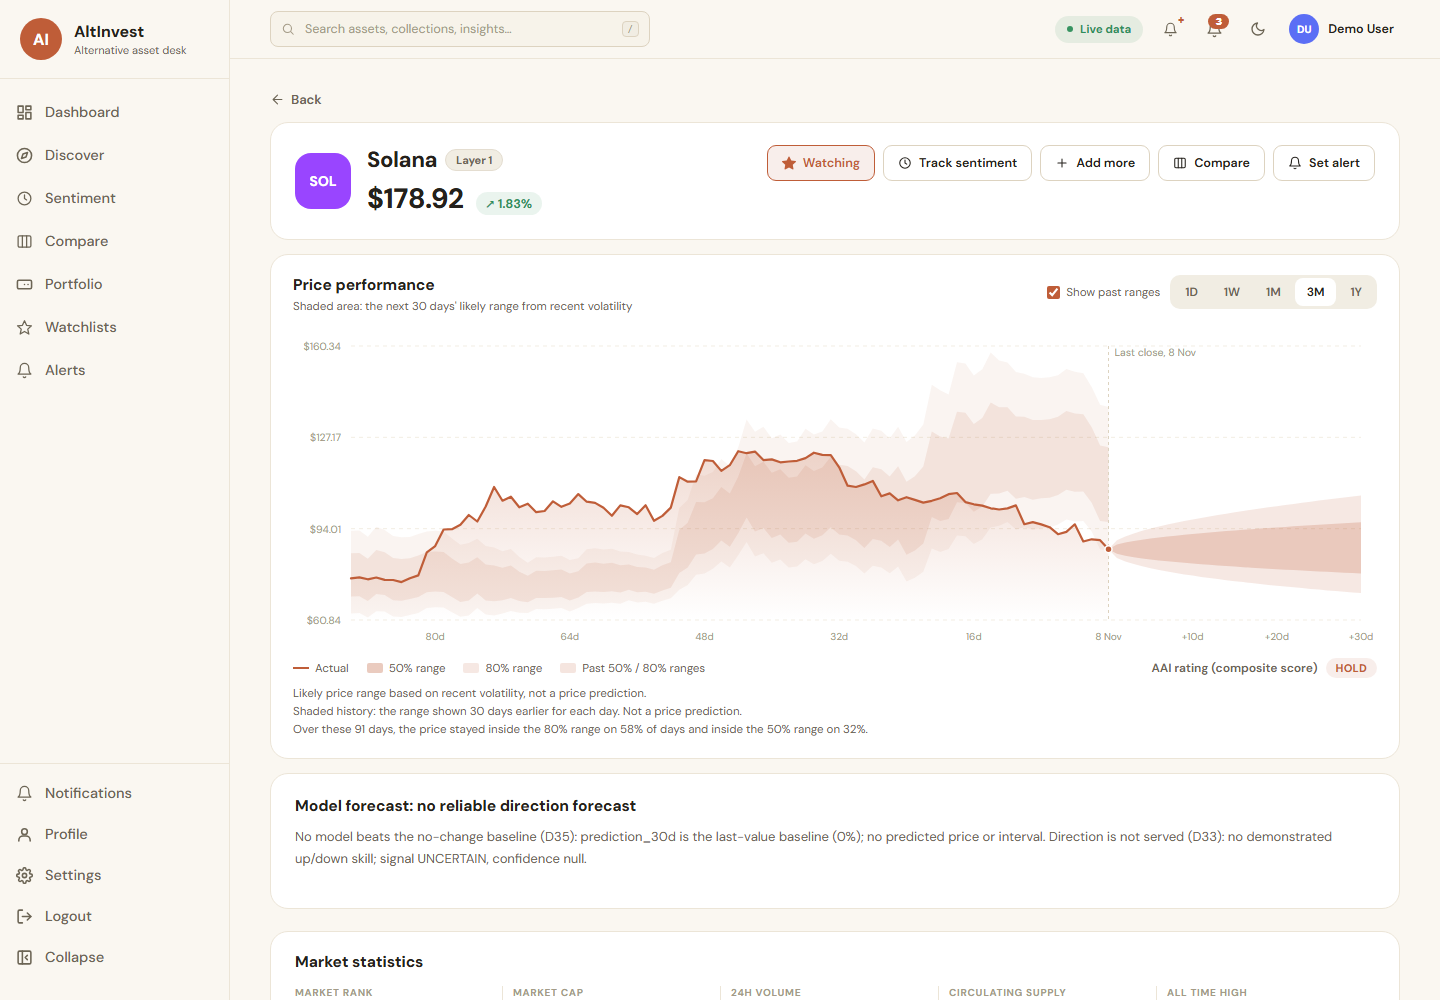 AI
AltInvest
Alternative asset desk
Search assets, collections, insights...
/
Live data
3
DU
Demo User
Dashboard
Discover
Sentiment
Compare
Portfolio
Watchlists
Alerts
Notifications
Profile
Settings
Logout
Collapse
Back
SOL
Solana
Layer 1
$178.92
↗ 1.83%
Watching
Track sentiment
Add more
Compare
Set alert
Price performance
Shaded area: the next 30 days' likely range from recent volatility
Show past ranges
1D
1W
1M
3M
1Y
$160.34
$127.17
$94.01
$60.84
Last close, 8 Nov
80d
64d
48d
32d
16d
8 Nov
+10d
+20d
+30d
Actual
50% range
80% range
Past 50% / 80% ranges
AAI rating (composite score)
HOLD
Likely price range based on recent volatility, not a price prediction.
Shaded history: the range shown 30 days earlier for each day. Not a price prediction.
Over these 91 days, the price stayed inside the 80% range on 58% of days and inside the 50% range on 32%.
Model forecast: no reliable direction forecast
No model beats the no-change baseline (D35): prediction_30d is the last-value baseline (0%); no predicted price or interval. Direction is not served (D33): no demonstrated
up/down skill; signal UNCERTAIN, confidence null.
Market statistics
MARKET RANK
MARKET CAP
24H VOLUME
CIRCULATING SUPPLY
ALL TIME HIGH